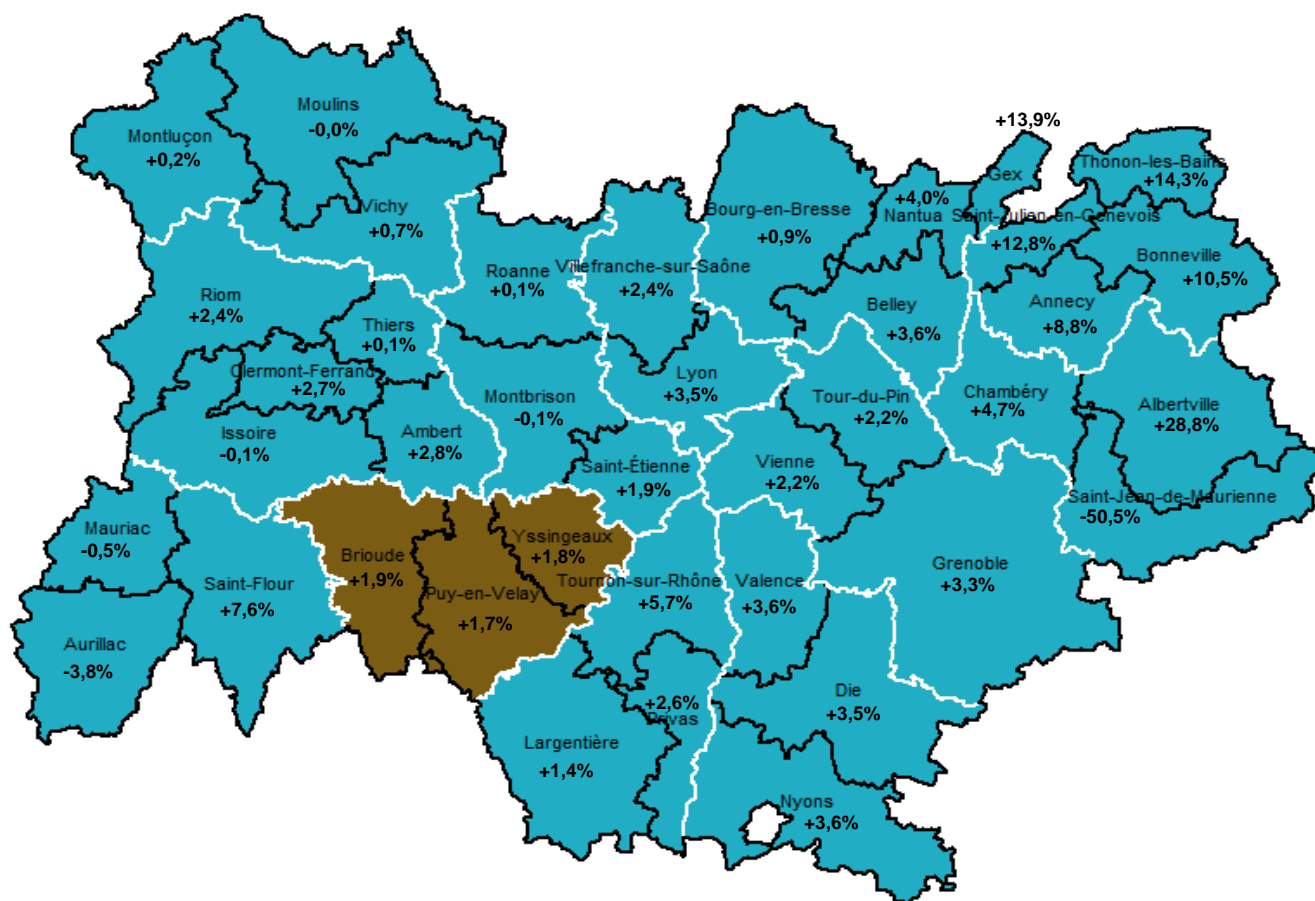 Moulins
-0,0%
Montluçon
+0,2%
Vichy
+0,7%
+13,9%
Gex
Thonon-les-Bains
+14,3%
+4,0%
Nantua
Saint-Julien-en-Genevois
+12,8%
Bourg-en-Bresse
+0,9%
Bonneville
+10,5%
Roanne
+0,1%
Villefranche-sur-Saône
+2,4%
Riom
+2,4%
Belley
+3,6%
Annecy
+8,8%
Thiers
+0,1%
Clermont-Ferrand
+2,7%
Lyon
+3,5%
Montbrison
-0,1%
Tour-du-Pin
+2,2%
Chambéry
+4,7%
Albertville
+28,8%
Issoire
-0,1%
Ambert
+2,8%
Saint-Étienne
+1,9%
Vienne
+2,2%
Saint-Jean-de-Maurienne
-50,5%
Mauriac
-0,5%
Brioude
+1,9%
Yssingeaux
+1,8%
Saint-Flour
+7,6%
Puy-en-Velay
+1,7%
Tournon-sur-Rhône
+5,7%
Valence
+3,6%
Grenoble
+3,3%
Aurillac
-3,8%
+2,6%
Privas
Die
+3,5%
Largentière
+1,4%
Nyons
+3,6%